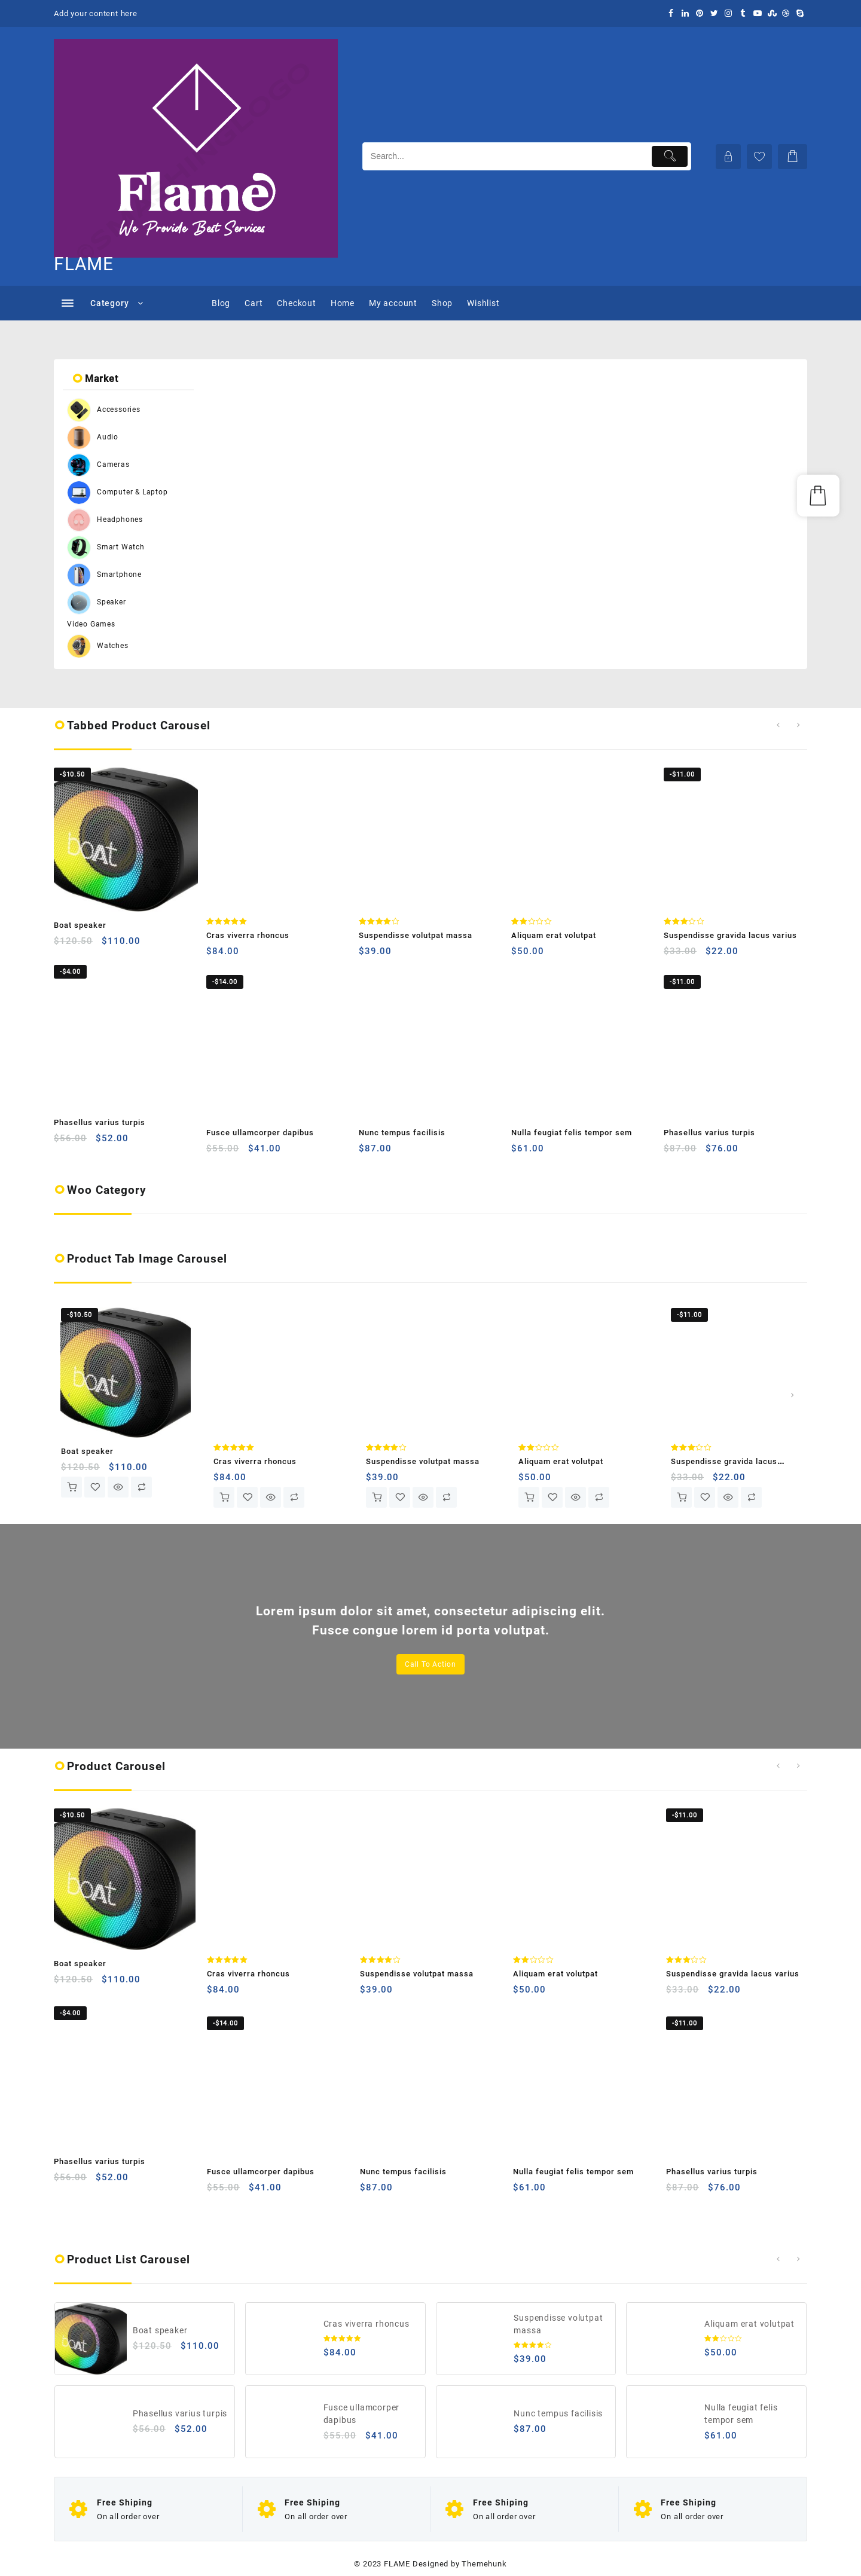 Add your content here
Flame
We Provide Best Services
FLAME
Search...
Category
Blog
Cart
Checkout
Home
My account
Shop
Wishlist
Market
Accessories
Audio
Cameras
Computer & Laptop
Headphones
Smart Watch
Smartphone
Speaker
Video Games
Watches
Tabbed Product Carousel
-$10.50
-$11.00
boAt
Boat speaker
$120.50 $110.00
Cras viverra rhoncus
$84.00
Suspendisse volutpat massa
$39.00
Aliquam erat volutpat
$50.00
Suspendisse gravida lacus varius
$33.00 $22.00
-$4.00
-$14.00
-$11.00
Phasellus varius turpis
$56.00 $52.00
Fusce ullamcorper dapibus
$55.00 $41.00
Nunc tempus facilisis
$87.00
Nulla feugiat felis tempor sem
$61.00
Phasellus varius turpis
$87.00 $76.00
Woo Category
Product Tab Image Carousel
-$10.50
-$11.00
boAt
Boat speaker
$120.50 $110.00
Cras viverra rhoncus
$84.00
Suspendisse volutpat massa
$39.00
Aliquam erat volutpat
$50.00
Suspendisse gravida lacus...
$33.00 $22.00
Lorem ipsum dolor sit amet, consectetur adipiscing elit.
Fusce congue lorem id porta volutpat.
Call To Action
Product Carousel
-$10.50
-$11.00
boAt
Boat speaker
$120.50 $110.00
Cras viverra rhoncus
$84.00
Suspendisse volutpat massa
$39.00
Aliquam erat volutpat
$50.00
Suspendisse gravida lacus varius
$33.00 $22.00
-$4.00
-$14.00
-$11.00
Phasellus varius turpis
$56.00 $52.00
Fusce ullamcorper dapibus
$55.00 $41.00
Nunc tempus facilisis
$87.00
Nulla feugiat felis tempor sem
$61.00
Phasellus varius turpis
$87.00 $76.00
Product List Carousel
boAt
Boat speaker
$120.50 $110.00
Cras viverra rhoncus
$84.00
Suspendisse volutpat
massa
$39.00
Aliquam erat volutpat
$50.00
Phasellus varius turpis
$56.00 $52.00
Fusce ullamcorper
dapibus
$55.00 $41.00
Nunc tempus facilisis
$87.00
Nulla feugiat felis
tempor sem
$61.00
Free Shiping
On all order over
Free Shiping
On all order over
Free Shiping
On all order over
Free Shiping
On all order over
© 2023 FLAME Designed by Themehunk